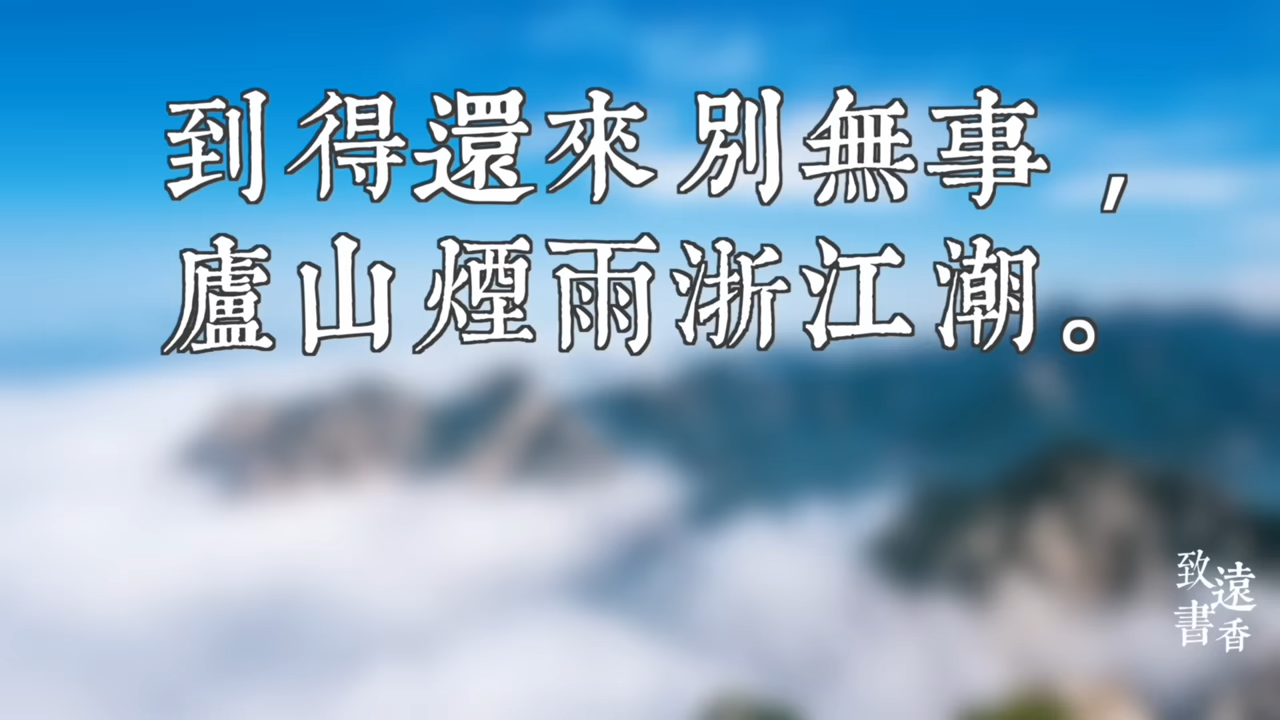 到得還來別無事，
廬山煙雨浙江潮。
致遠書香